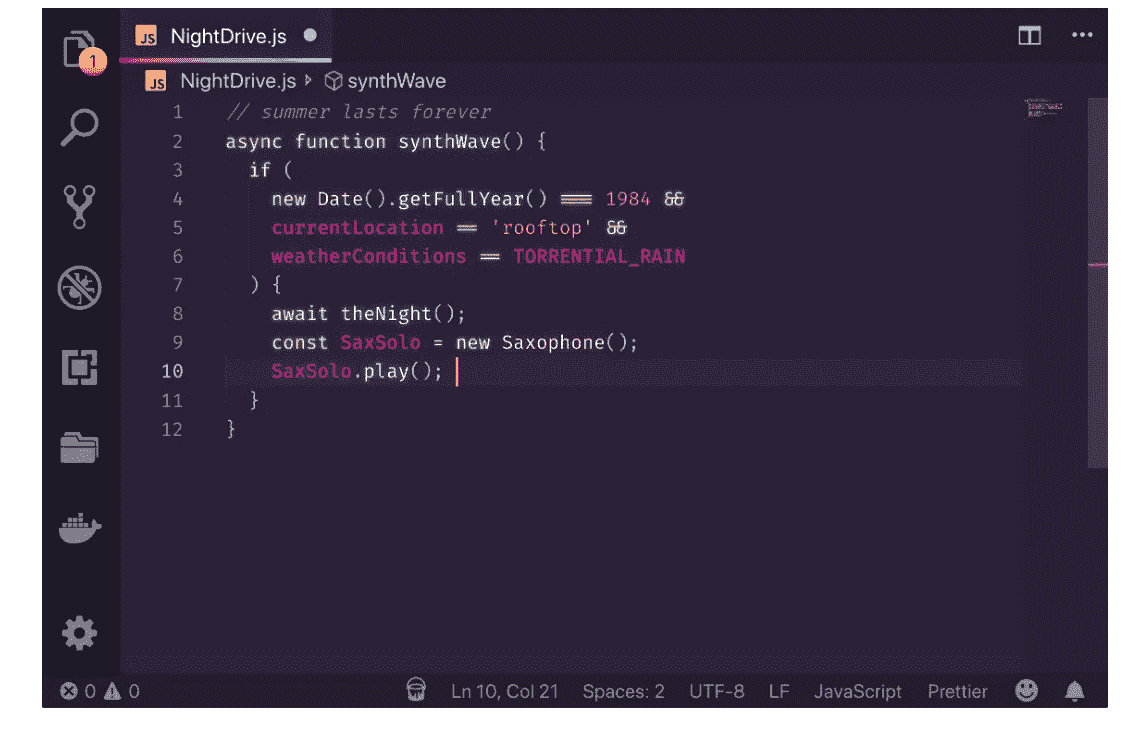 1
JS NightDrive.js
JS NightDrive.js synthWave
1 // summer lasts forever
2 async function synthWave() {
3 if (
4 new Date().getFullYear() === 1984 &&
5 currentLocation == 'rooftop' &&
6 weatherConditions == TORRENTIAL_RAIN
7 ) {
8 await theNight();
9 const SaxSolo = new Saxophone();
10 SaxSolo.play();
11 }
12 }
0 0 Ln 10, Col 21 Spaces: 2 UTF-8 LF JavaScript Prettier